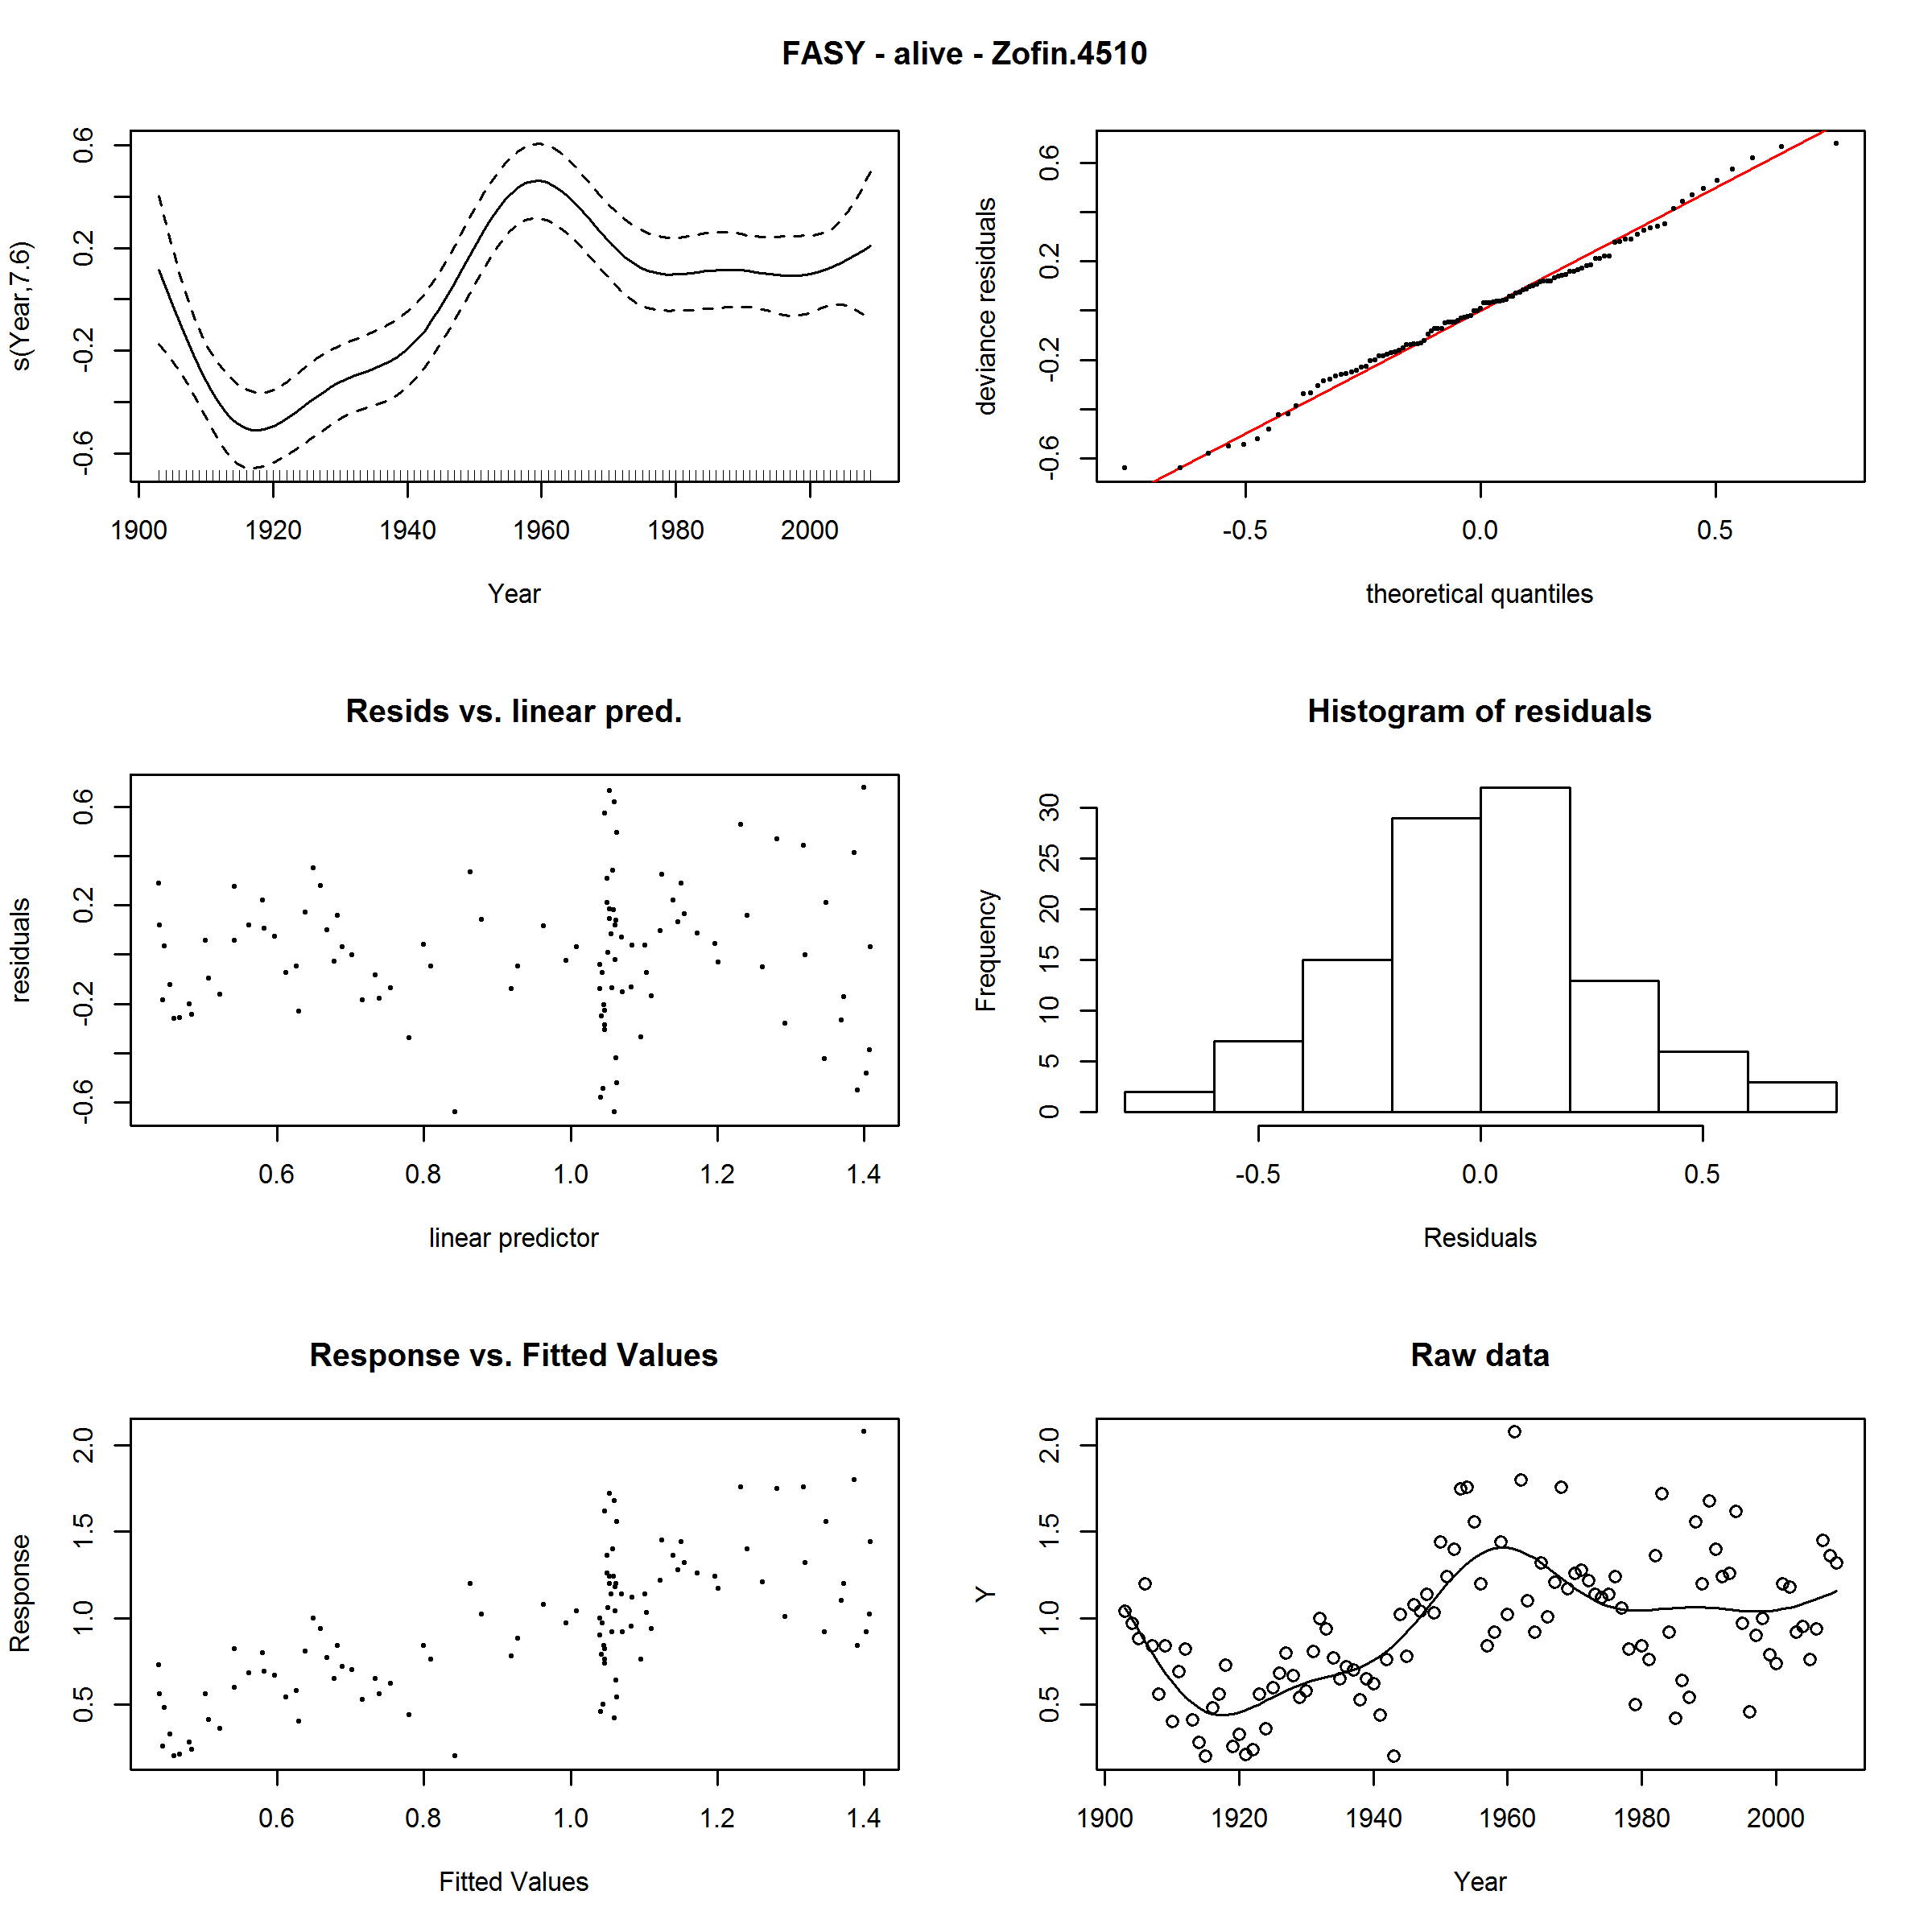 FASY - alive - Zofin.4510
s(Year,7.6)
-0.6 -0.2 0.2 0.6
1900 1920 1940 1960 1980 2000
Year
deviance residuals
-0.6 -0.2 0.2 0.6
-0.5 0.0 0.5
theoretical quantiles
Resids vs. linear pred.
residuals
-0.6 -0.2 0.2 0.6
0.6 0.8 1.0 1.2 1.4
linear predictor
Histogram of residuals
Frequency
0 5 10 15 20 25 30
-0.5 0.0 0.5
Residuals
Response vs. Fitted Values
Response
0.5 1.0 1.5 2.0
0.6 0.8 1.0 1.2 1.4
Fitted Values
Raw data
Y
0.5 1.0 1.5 2.0
1900 1920 1940 1960 1980 2000
Year